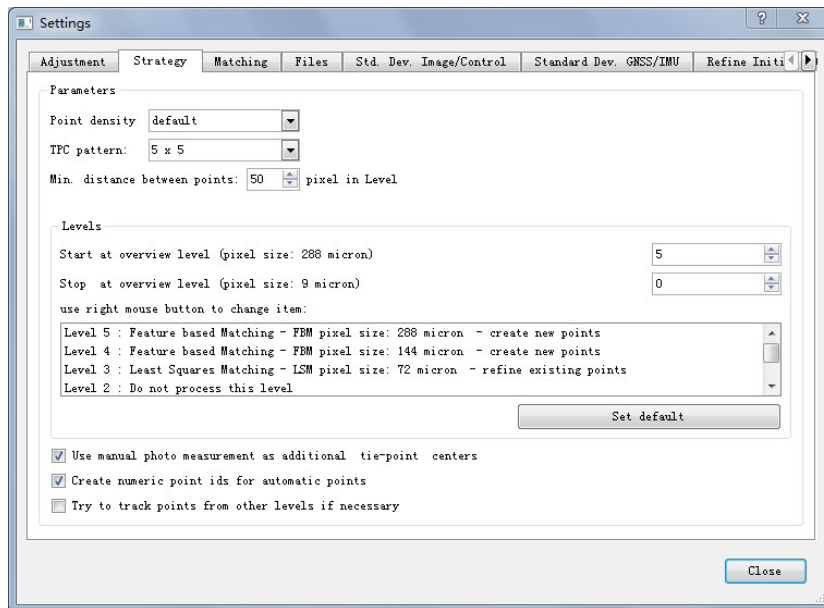 Settings
Adjustment Strategy Matching Files Std. Dev. Image/Control Standard Dev. GNSS/IMU Refine Initi
Parameters
Point density default
TPC pattern: 5 x 5
Min. distance between points: 50 pixel in Level
Levels
Start at overview level (pixel size: 288 micron) 5
Stop at overview level (pixel size: 9 micron) 0
use right mouse button to change item:
Level 5 : Feature based Matching - FBM pixel size: 288 micron - create new points
Level 4 : Feature based Matching - FBM pixel size: 144 micron - create new points
Level 3 : Least Squares Matching - LSM pixel size: 72 micron - refine existing points
Level 2 : Do not process this level
Set default
Use manual photo measurement as additional tie-point centers
Create numeric point ids for automatic points
Try to track points from other levels if necessary
Close